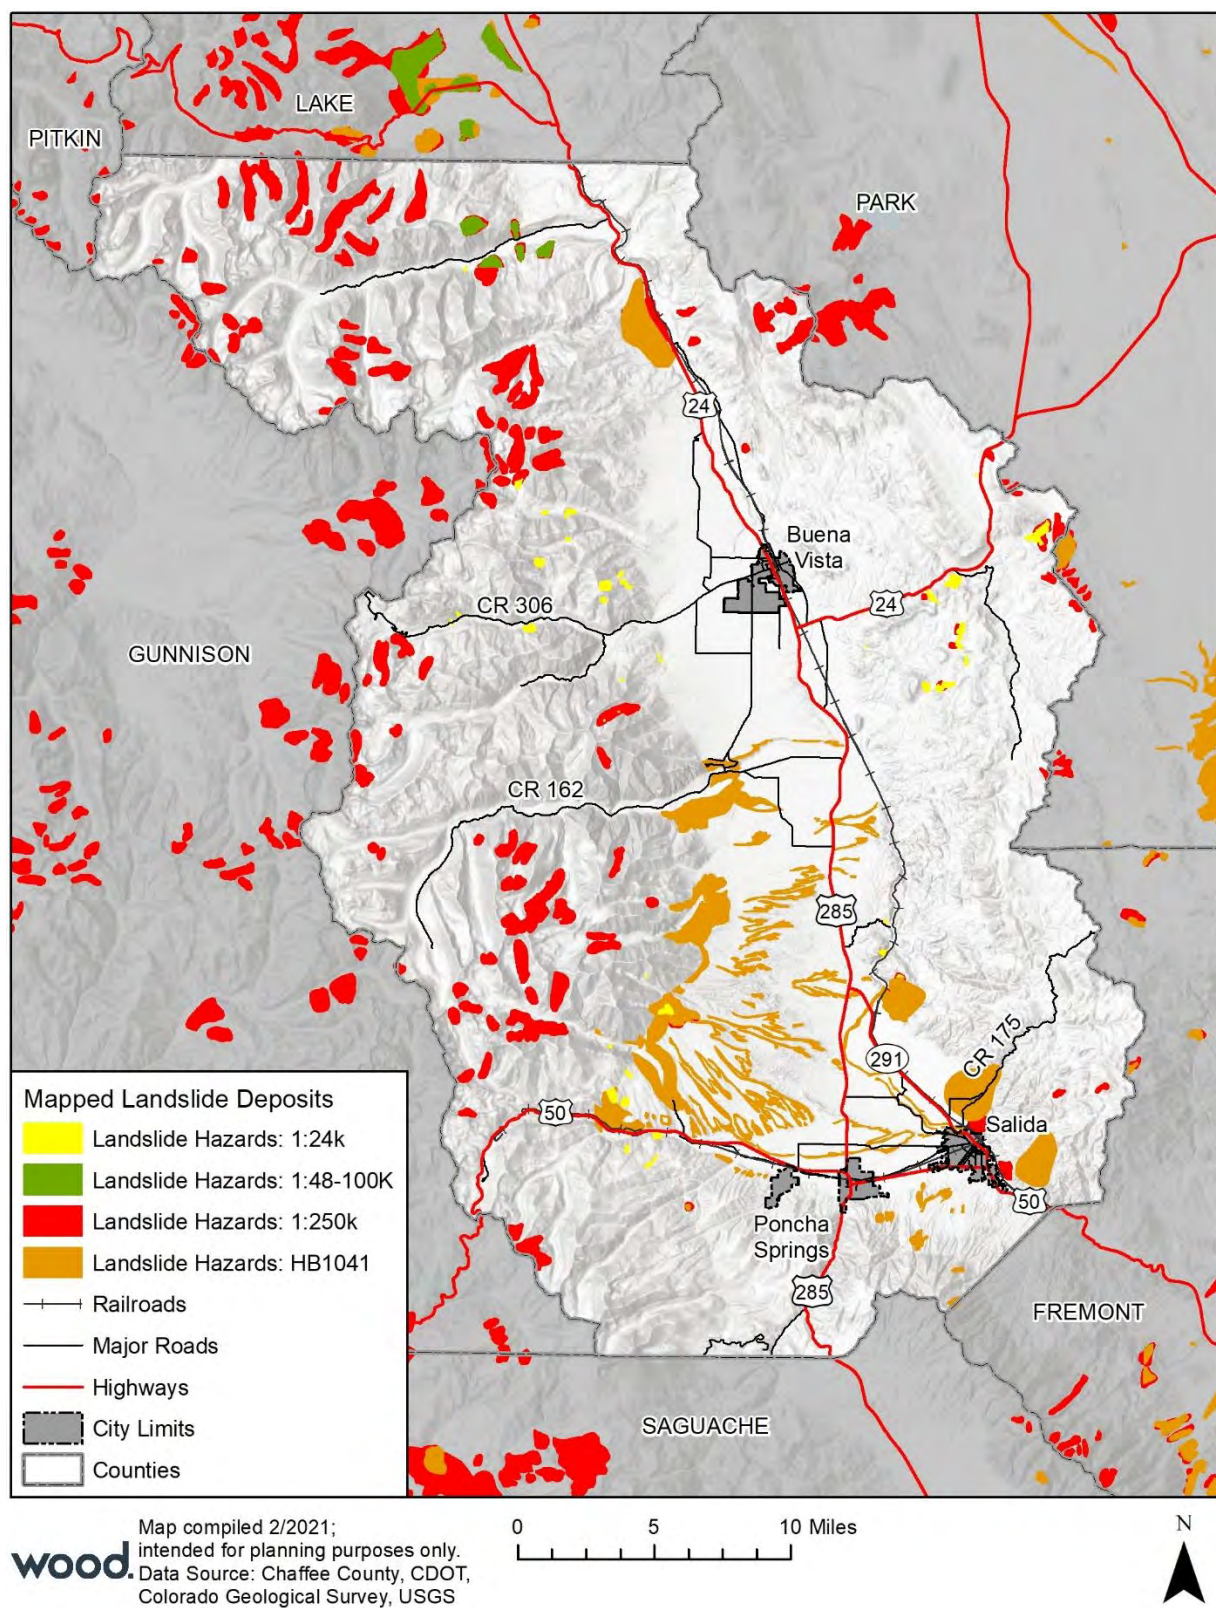 LAKE
PITKIN
PARK
24
Buena
Vista
CR 306
24
GUNNISON
CR 162
285
CR 175
291
50
Salida
50
Poncha
Springs
285
FREMONT
SAGUACHE
Mapped Landslide Deposits
Landslide Hazards: 1:24k
Landslide Hazards: 1:48-100K
Landslide Hazards: 1:250k
Landslide Hazards: HB1041
Railroads
Major Roads
Highways
City Limits
Counties
wood.
Map compiled 2/2021;
intended for planning purposes only.
Data Source: Chaffee County, CDOT,
Colorado Geological Survey, USGS
0 5 10 Miles
N